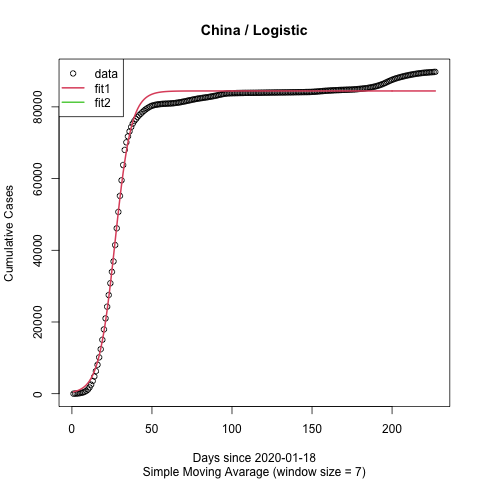 China / Logistic
data
fit1
fit2
Cumulative Cases
80000
60000
40000
20000
0
0 50 100 150 200
Days since 2020-01-18
Simple Moving Avarage (window size = 7)